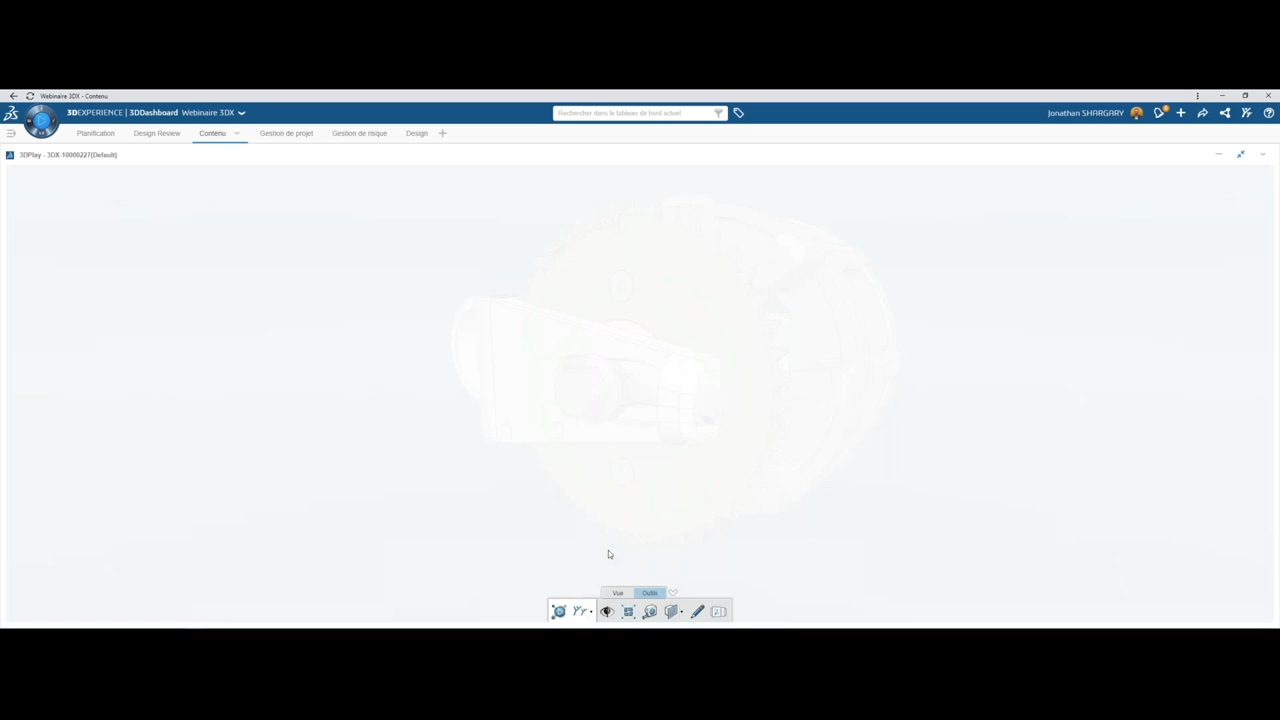 Webinaire 3DX - Contenu
3DEXPERIENCE | 3DDashboard Webinaire 3DX
Rechercher dans le tableau de bord actuel
Jonathan SHARGARY
Planification Design Review Contenu Gestion de projet Gestion de risque Design
3DPlay - 3DX-10000227(Default)
Vue Outils